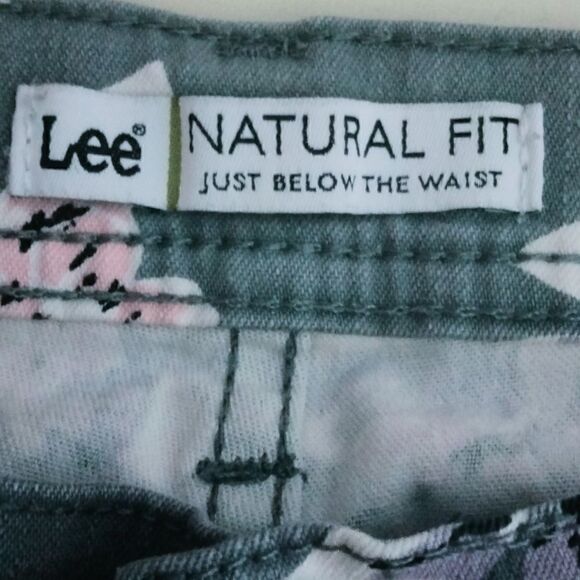 Lee® NATURAL FIT
JUST BELOW THE WAIST